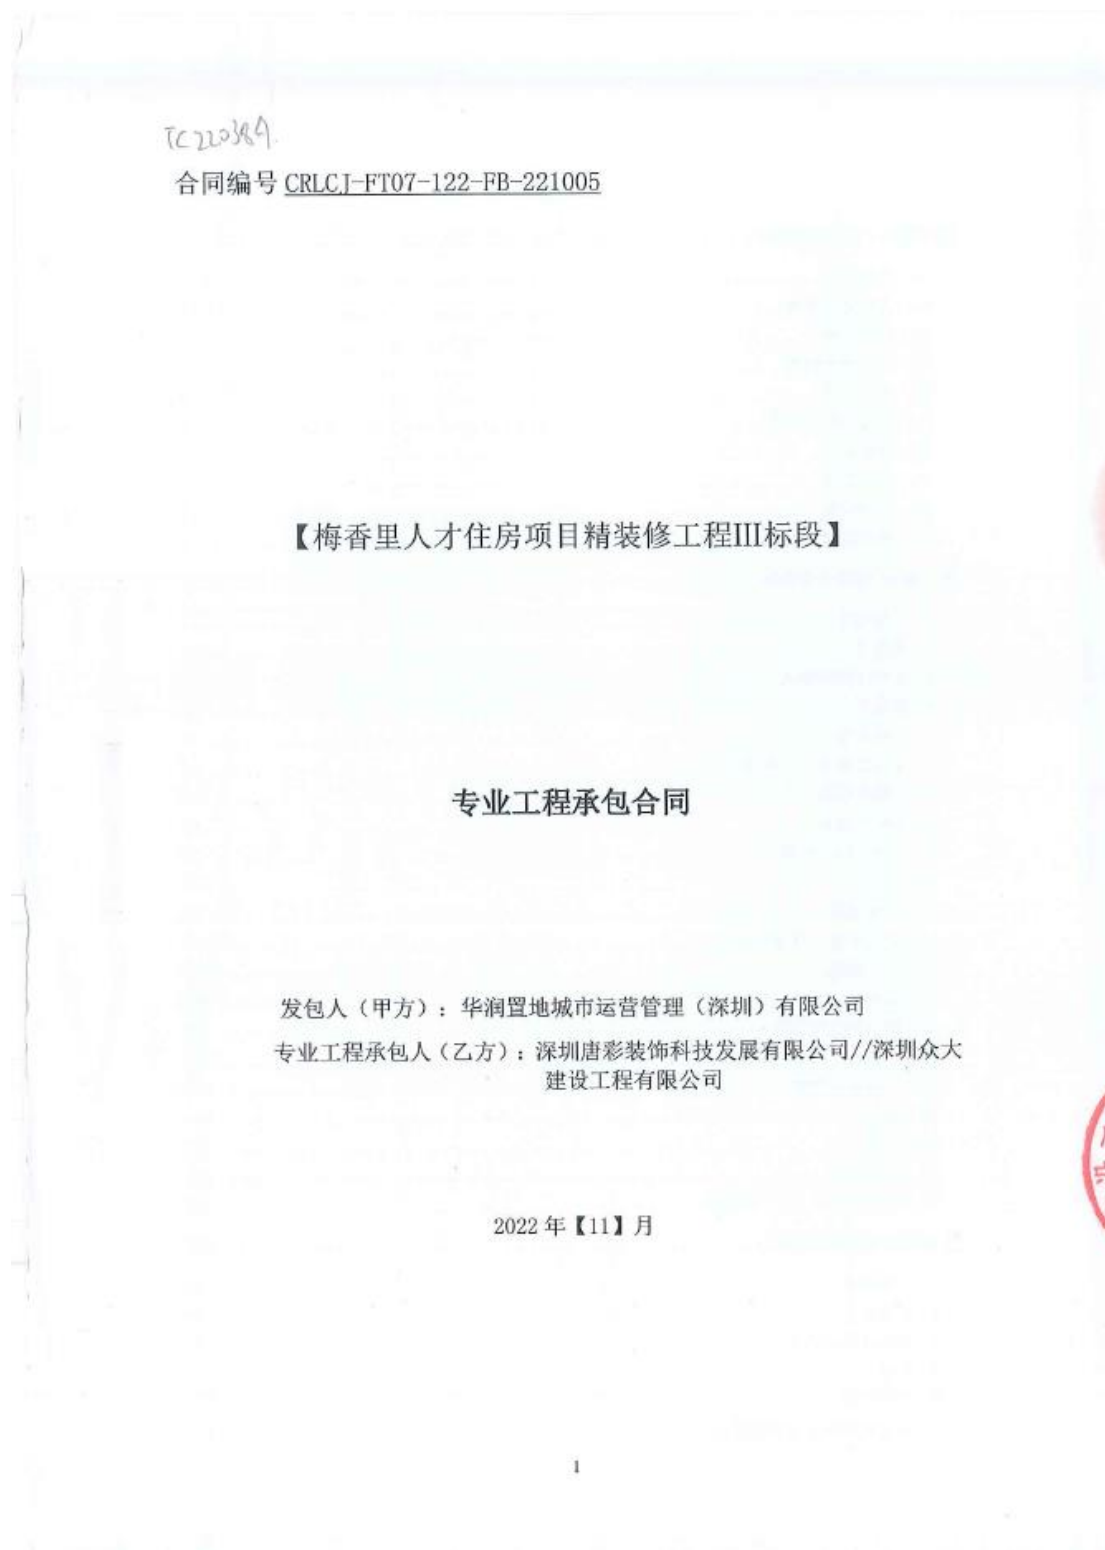 TC220384
合同编号 CRLCJ-FT07-122-FB-221005
【梅香里人才住房项目精装修工程III标段】
专业工程承包合同
发包人（甲方）：华润置地城市运营管理（深圳）有限公司
专业工程承包人（乙方）：深圳唐彩装饰科技发展有限公司//深圳众大
建设工程有限公司
2022 年【11】月
1